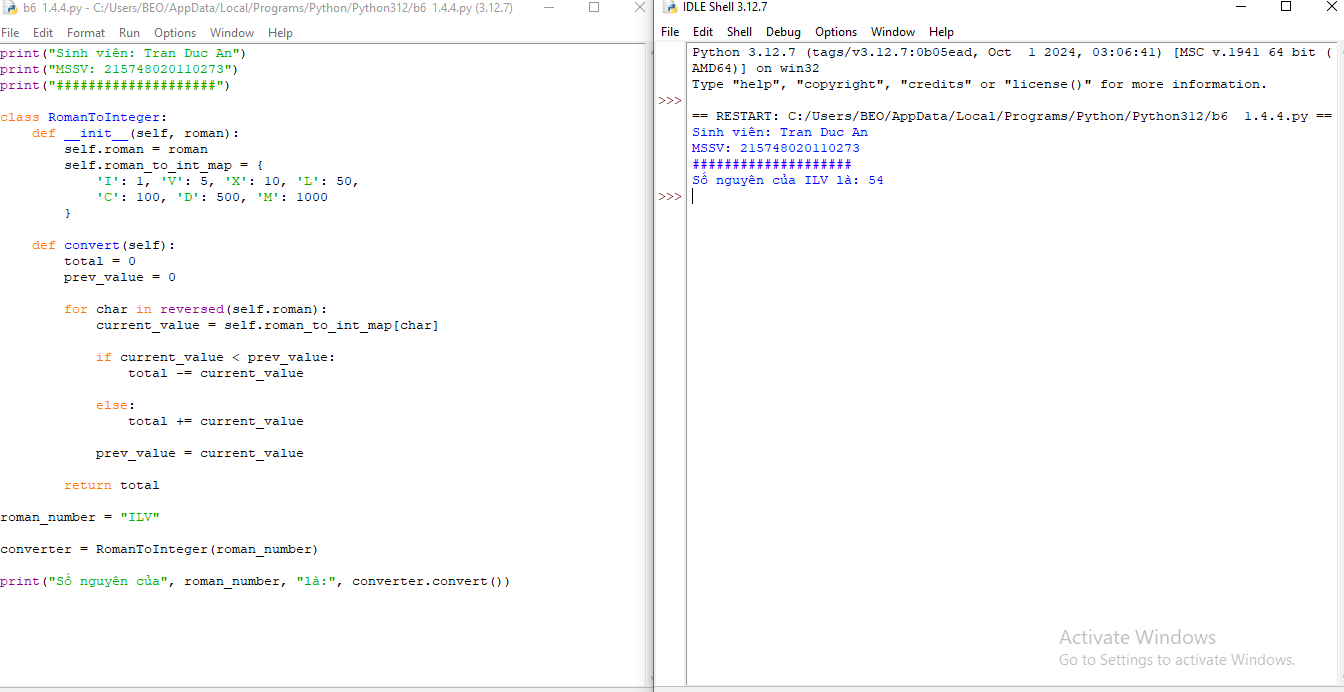 b6 1.4.4.py - C:/Users/BEO/AppData/Local/Programs/Python/Python312/b6 1.4.4.py (3.12.7)
File Edit Format Run Options Window Help
print("Sinh viên: Tran Duc An")
print("MSSV: 215748020110273")
print("####################")
class RomanToInteger:
    def __init__(self, roman):
        self.roman = roman
        self.roman_to_int_map = {
            'I': 1, 'V': 5, 'X': 10, 'L': 50,
            'C': 100, 'D': 500, 'M': 1000
        }
    def convert(self):
        total = 0
        prev_value = 0
        for char in reversed(self.roman):
            current_value = self.roman_to_int_map[char]
            if current_value < prev_value:
                total -= current_value
            else:
                total += current_value
            prev_value = current_value
        return total
roman_number = "ILV"
converter = RomanToInteger(roman_number)
print("Số nguyên của", roman_number, "là:", converter.convert())
IDLE Shell 3.12.7
File Edit Shell Debug Options Window Help
Python 3.12.7 (tags/v3.12.7:0b05ead, Oct  1 2024, 03:06:41) [MSC v.1941 64 bit (
AMD64)] on win32
Type "help", "copyright", "credits" or "license()" for more information.
>>>
== RESTART: C:/Users/BEO/AppData/Local/Programs/Python/Python312/b6  1.4.4.py ==
Sinh viên: Tran Duc An
MSSV: 215748020110273
####################
Số nguyên của ILV là: 54
>>>
Activate Windows
Go to Settings to activate Windows.